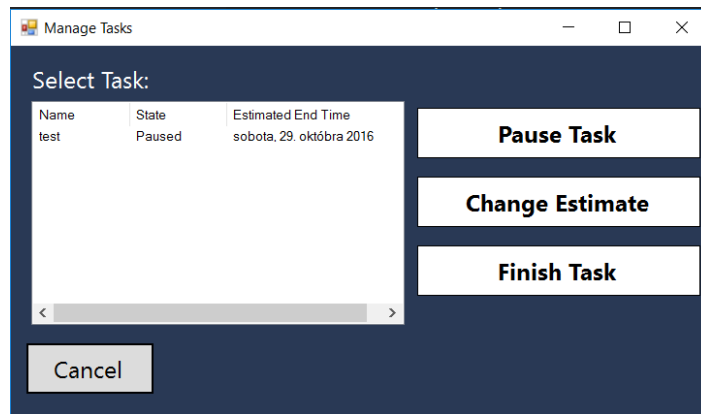 Manage Tasks
Select Task:
Name State Estimated End Time
test Paused sobota, 29. októbra 2016
Pause Task
Change Estimate
Finish Task
Cancel